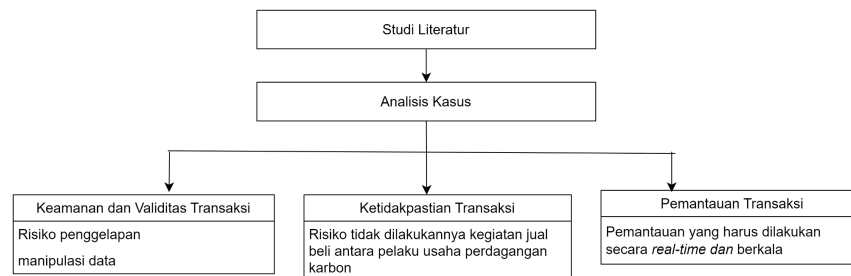 Studi Literatur
Analisis Kasus
Keamanan dan Validitas Transaksi
Risiko penggelapan
manipulasi data
Ketidakpastian Transaksi
Risiko tidak dilakukannya kegiatan jual
beli antara pelaku usaha perdagangan
karbon
Pemantauan Transaksi
Pemantauan yang harus dilakukan
secara real-time dan berkala